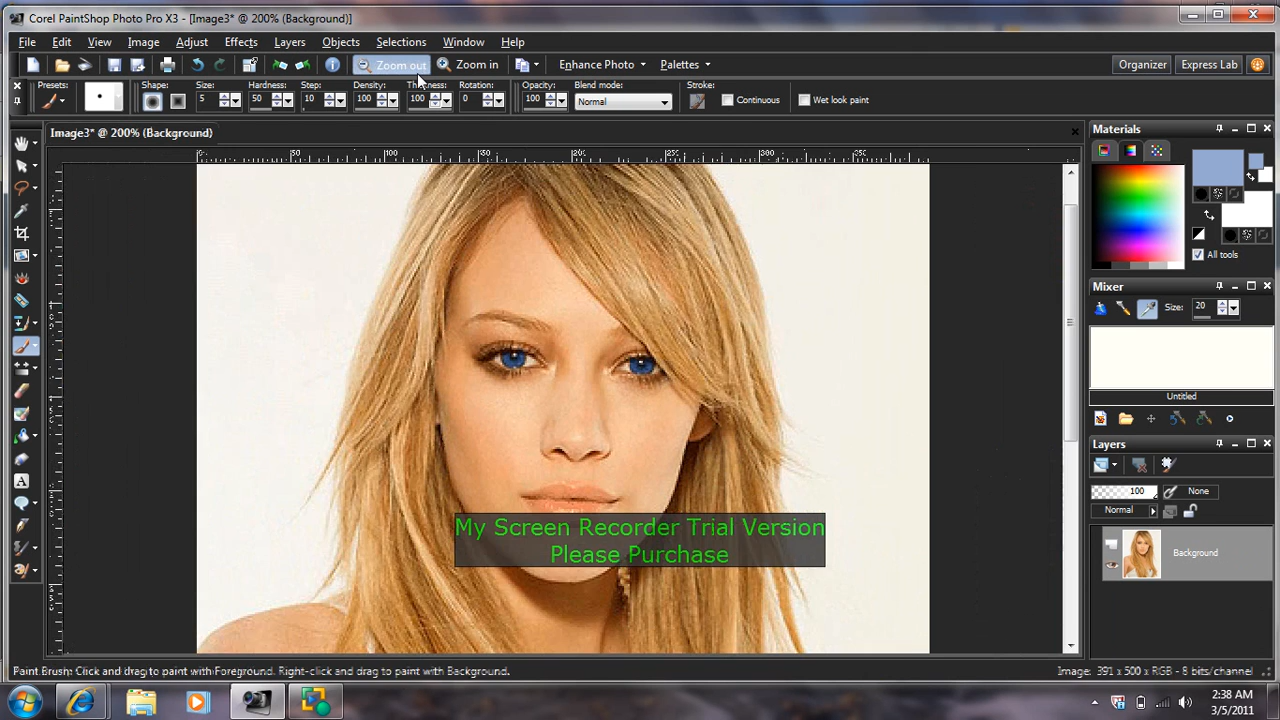 Corel PaintShop Photo Pro X3 - [Image3* @ 200% (Background)]
File Edit View Image Adjust Effects Layers Objects Selections Window Help
Zoom out Zoom in Enhance Photo Palettes Organizer Express Lab
Presets: Shape: Size: Hardness: Step: Density: Thickness: Rotation: Opacity: Blend mode: Stroke:
5 50 10 100 100 0 100 Normal Continuous Wet look paint
Image3* @ 200% (Background)
Materials
All tools
Mixer
Size: 20
Untitled
Layers
100 None
Normal
Background
My Screen Recorder Trial Version
Please Purchase
Paint Brush: Click and drag to paint with Foreground. Right-click and drag to paint with Background.
Image: 391 x 500 x RGB - 8 bits/channel
2:38 AM
3/5/2011